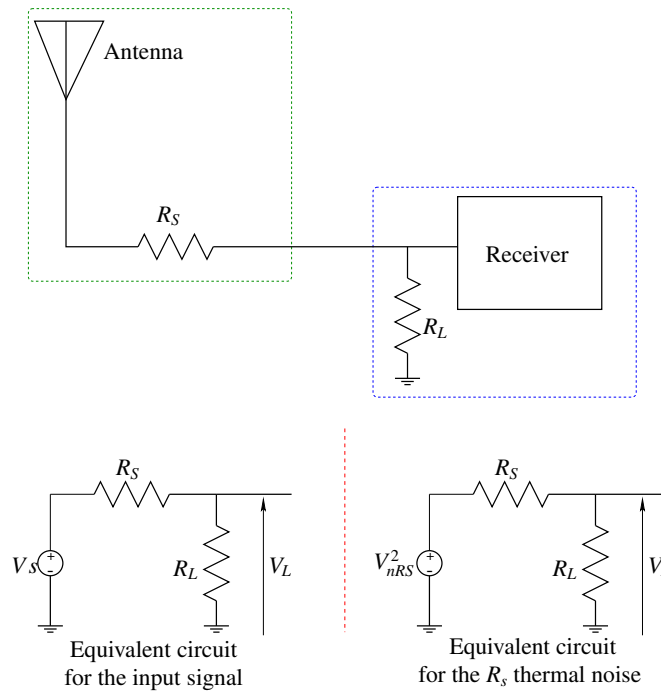 Antenna
R_S
Receiver
R_L
R_S
V_S
+
-
R_L
V_L
Equivalent circuit
for the input signal
R_S
V²_nRS
+
-
R_L
V
Equivalent circuit
for the R_s thermal noise